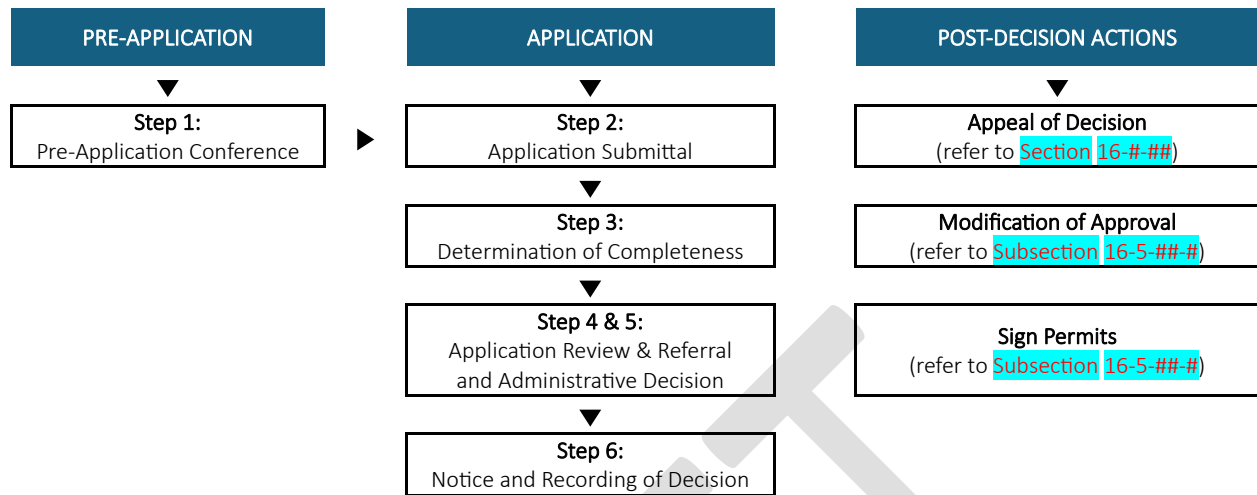 PRE-APPLICATION
Step 1:
Pre-Application Conference
APPLICATION
Step 2:
Application Submittal
Step 3:
Determination of Completeness
Step 4 & 5:
Application Review & Referral
and Administrative Decision
Step 6:
Notice and Recording of Decision
POST-DECISION ACTIONS
Appeal of Decision
(refer to Section 16-#-##)
Modification of Approval
(refer to Subsection 16-5-##-#)
Sign Permits
(refer to Subsection 16-5-##-#)